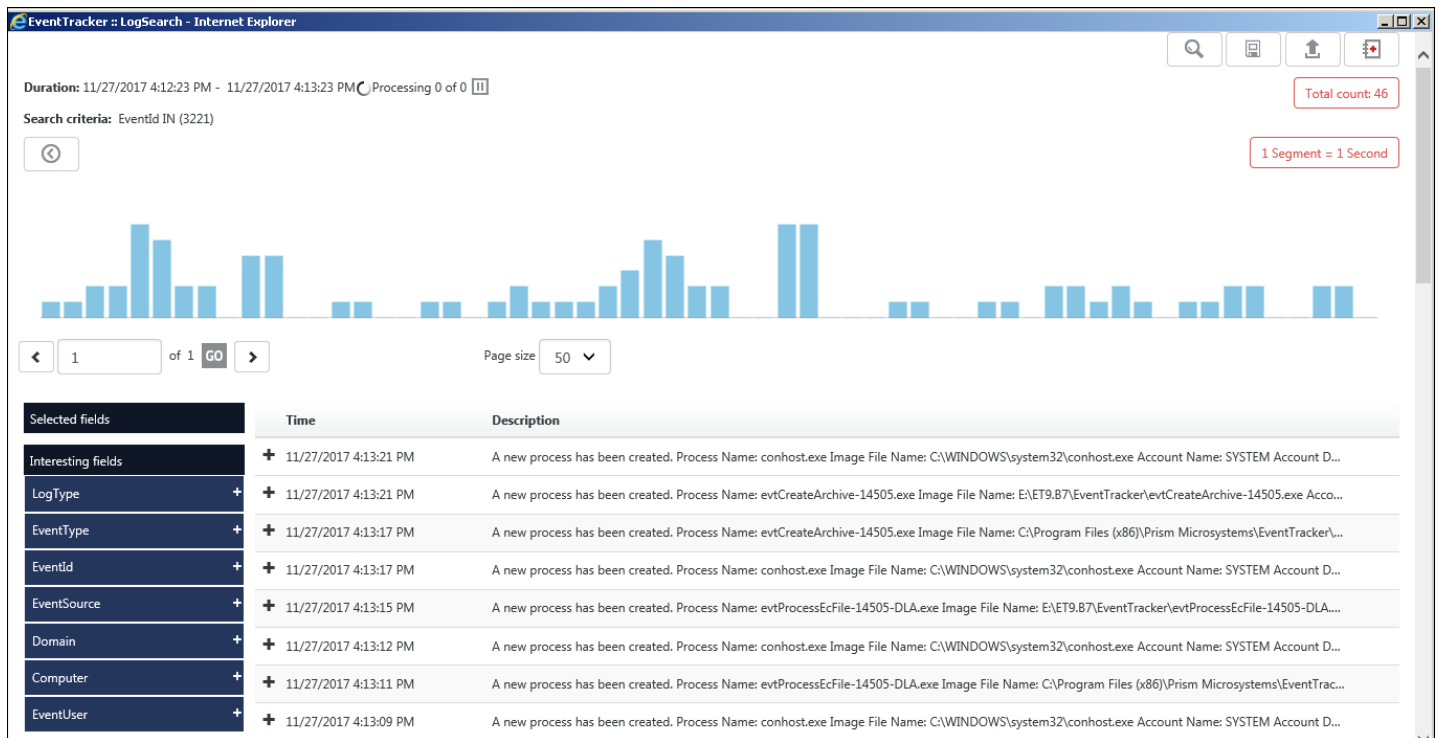 EventTracker :: LogSearch - Internet Explorer
Duration: 11/27/2017 4:12:23 PM - 11/27/2017 4:13:23 PM Processing 0 of 0
Total count: 46
Search criteria: EventId IN (3221)
1 Segment = 1 Second
1 of 1 GO Page size 50
Selected fields
Time Description
Interesting fields
11/27/2017 4:13:21 PM A new process has been created. Process Name: conhost.exe Image File Name: C:\WINDOWS\system32\conhost.exe Account Name: SYSTEM Account D...
LogType +
11/27/2017 4:13:21 PM A new process has been created. Process Name: evtCreateArchive-14505.exe Image File Name: E:\ET9.B7\EventTracker\evtCreateArchive-14505.exe Acco...
EventType +
11/27/2017 4:13:17 PM A new process has been created. Process Name: evtCreateArchive-14505.exe Image File Name: C:\Program Files (x86)\Prism Microsystems\EventTracker\...
EventId +
11/27/2017 4:13:17 PM A new process has been created. Process Name: conhost.exe Image File Name: C:\WINDOWS\system32\conhost.exe Account Name: SYSTEM Account D...
EventSource +
11/27/2017 4:13:15 PM A new process has been created. Process Name: evtProcessEcFile-14505-DLA.exe Image File Name: E:\ET9.B7\EventTracker\evtProcessEcFile-14505-DLA....
Domain +
11/27/2017 4:13:12 PM A new process has been created. Process Name: conhost.exe Image File Name: C:\WINDOWS\system32\conhost.exe Account Name: SYSTEM Account D...
Computer +
11/27/2017 4:13:11 PM A new process has been created. Process Name: evtProcessEcFile-14505-DLA.exe Image File Name: C:\Program Files (x86)\Prism Microsystems\EventTrac...
EventUser +
11/27/2017 4:13:09 PM A new process has been created. Process Name: conhost.exe Image File Name: C:\WINDOWS\system32\conhost.exe Account Name: SYSTEM Account D...